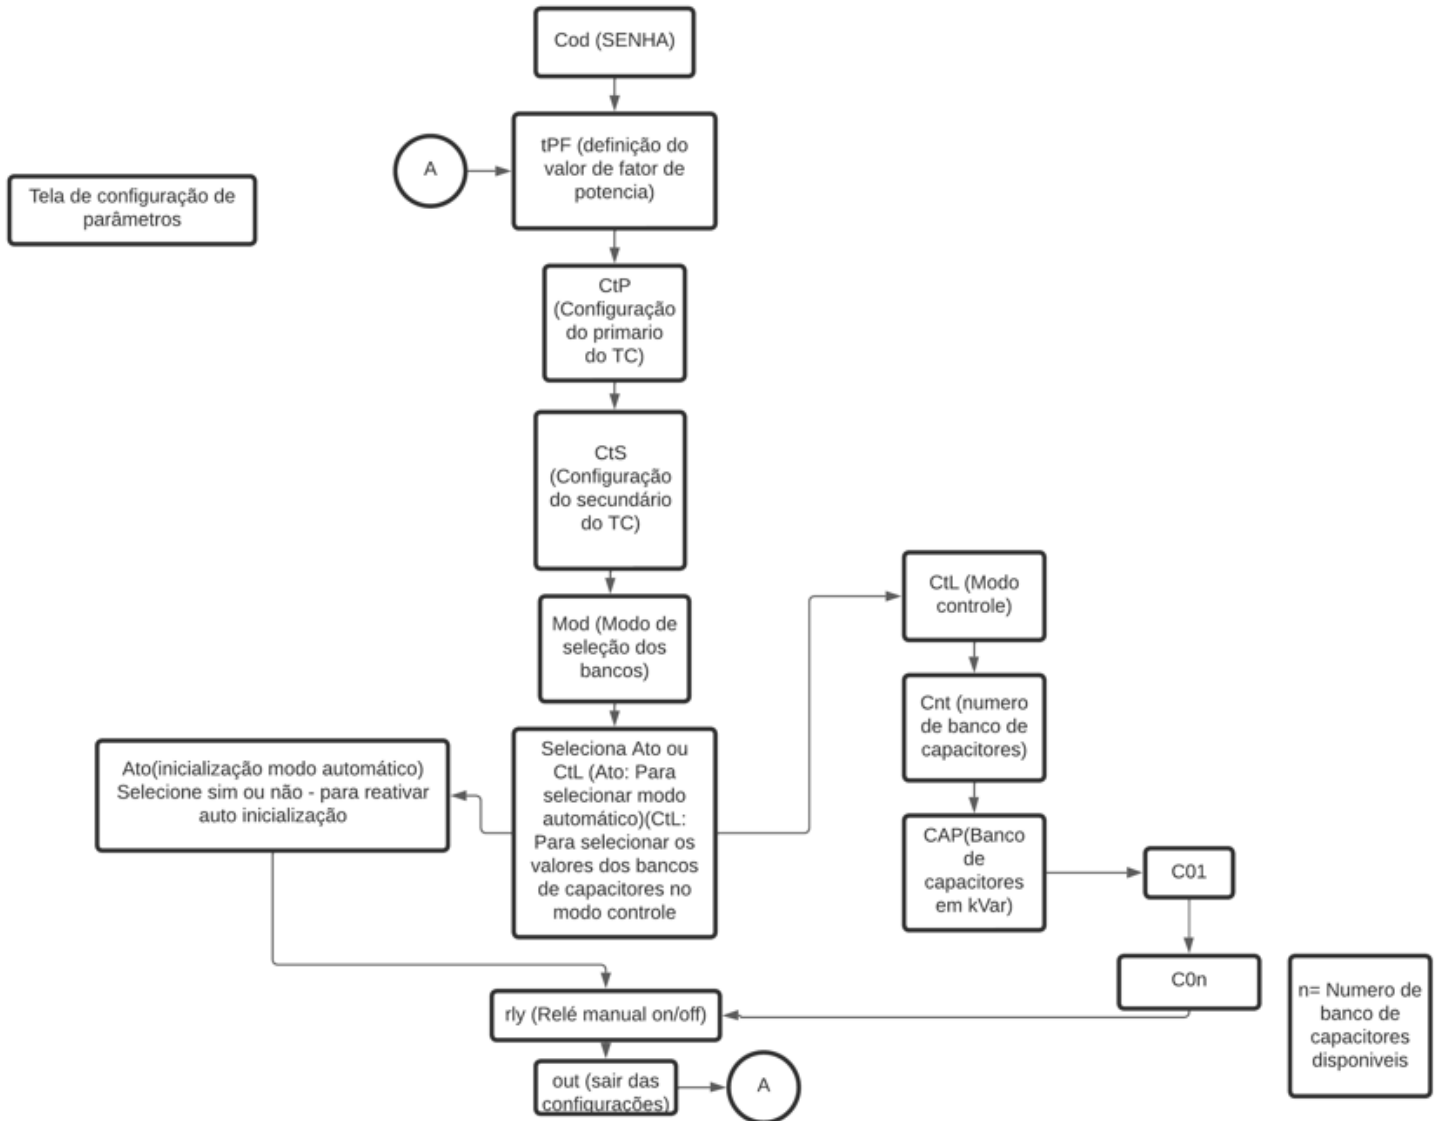 Cod (SENHA)
tPF (definição do
valor de fator de
potencia)
A
Tela de configuração de
parâmetros
CtP
(Configuração
do primario
do TC)
CtS
(Configuração
do secundário
do TC)
Mod (Modo de
seleção dos
bancos)
Seleciona Ato ou
CtL (Ato: Para
selecionar modo
automático)(CtL:
Para selecionar os
valores dos bancos
de capacitores no
modo controle
Ato(inicialização modo automático)
Selecione sim ou não - para reativar
auto inicialização
CtL (Modo
controle)
Cnt (numero
de banco de
capacitores)
CAP(Banco
de
capacitores
em kVar)
C01
C0n
n= Numero de
banco de
capacitores
disponiveis
rly (Relé manual on/off)
out (sair das
configurações)
A